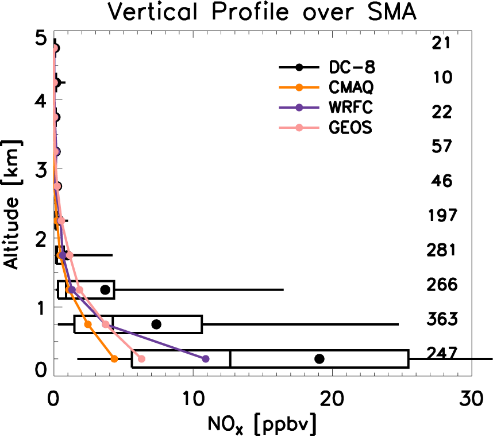 Vertical Profile over SMA
5
4
3
2
1
0
Altitude [km]
DC-8
CMAQ
WRFC
GEOS
21
10
22
57
46
197
281
266
363
247
0 10 20 30
NOx [ppbv]